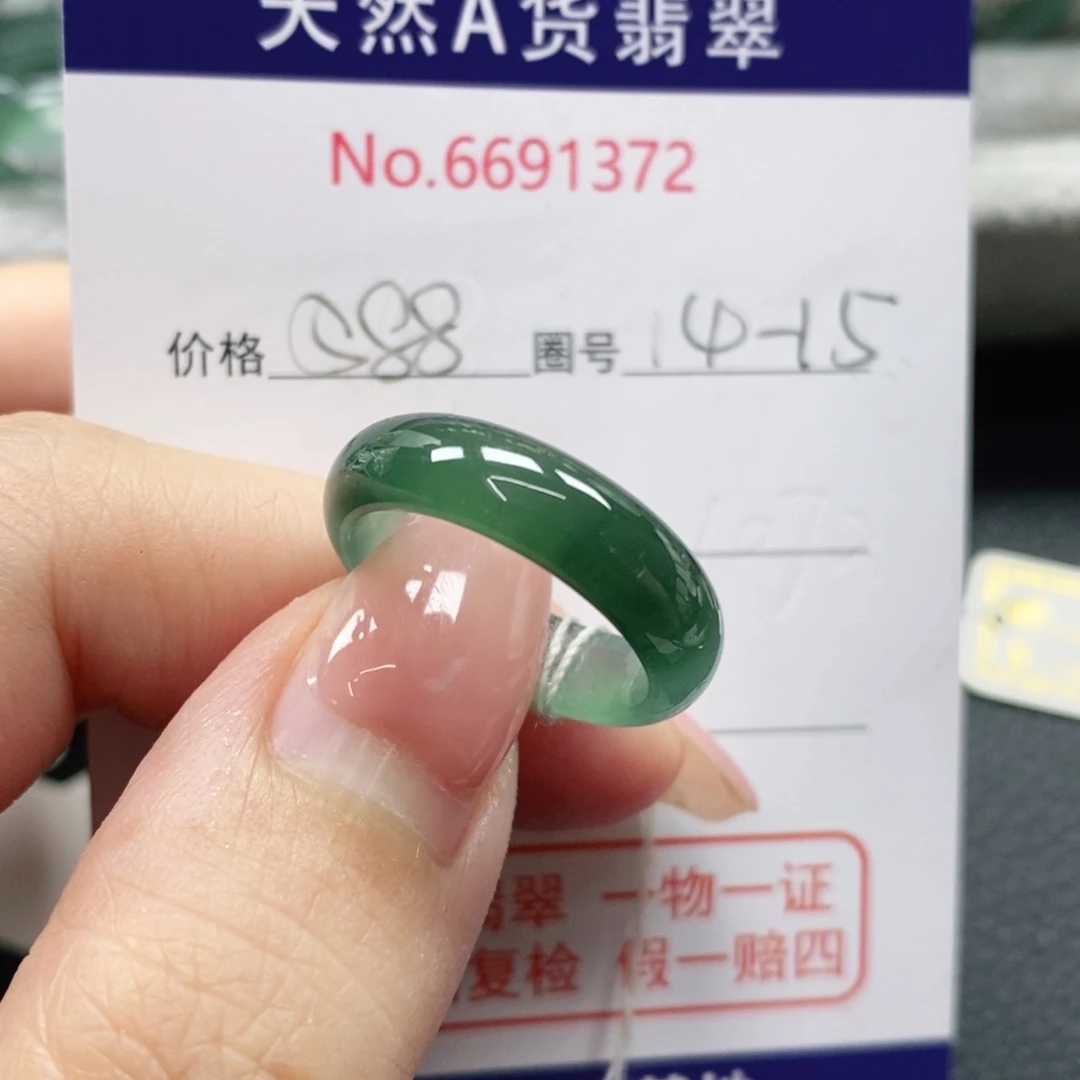 天然A货翡翠
No.6691372
价格 圈号 14-15
翡翠 一物一证
复检 假一赔四